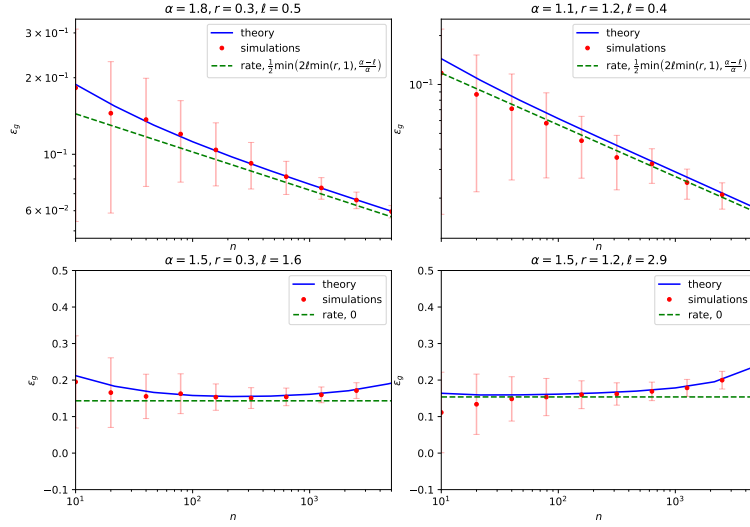 α = 1.8, r = 0.3, ℓ = 0.5
3 × 10⁻¹
2 × 10⁻¹
10⁻¹
6 × 10⁻²
ε_g
n
theory
simulations
rate, ½min(2ℓmin(r, 1), (α−ℓ)/α)
α = 1.1, r = 1.2, ℓ = 0.4
10⁻¹
ε_g
n
theory
simulations
rate, ½min(2ℓmin(r, 1), (α−ℓ)/α)
α = 1.5, r = 0.3, ℓ = 1.6
0.5
0.4
0.3
0.2
0.1
0.0
−0.1
ε_g
10¹
10²
10³
n
theory
simulations
rate, 0
α = 1.5, r = 1.2, ℓ = 2.9
0.5
0.4
0.3
0.2
0.1
0.0
−0.1
ε_g
10¹
10²
10³
n
theory
simulations
rate, 0